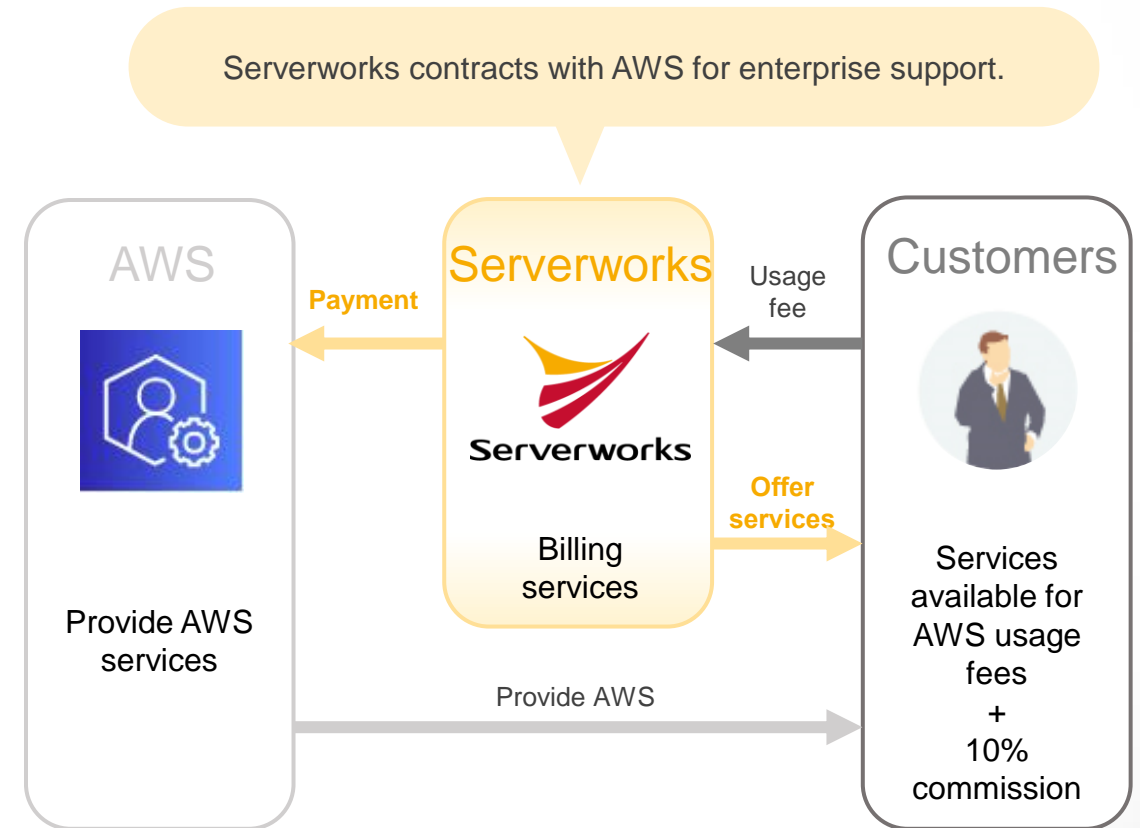 Serverworks contracts with AWS for enterprise support.
AWS
Provide AWS
services
Payment
Serverworks
Serverworks
Billing
services
Usage
fee
Offer
services
Provide AWS
Customers
Services
available for
AWS usage
fees
+
10%
commission